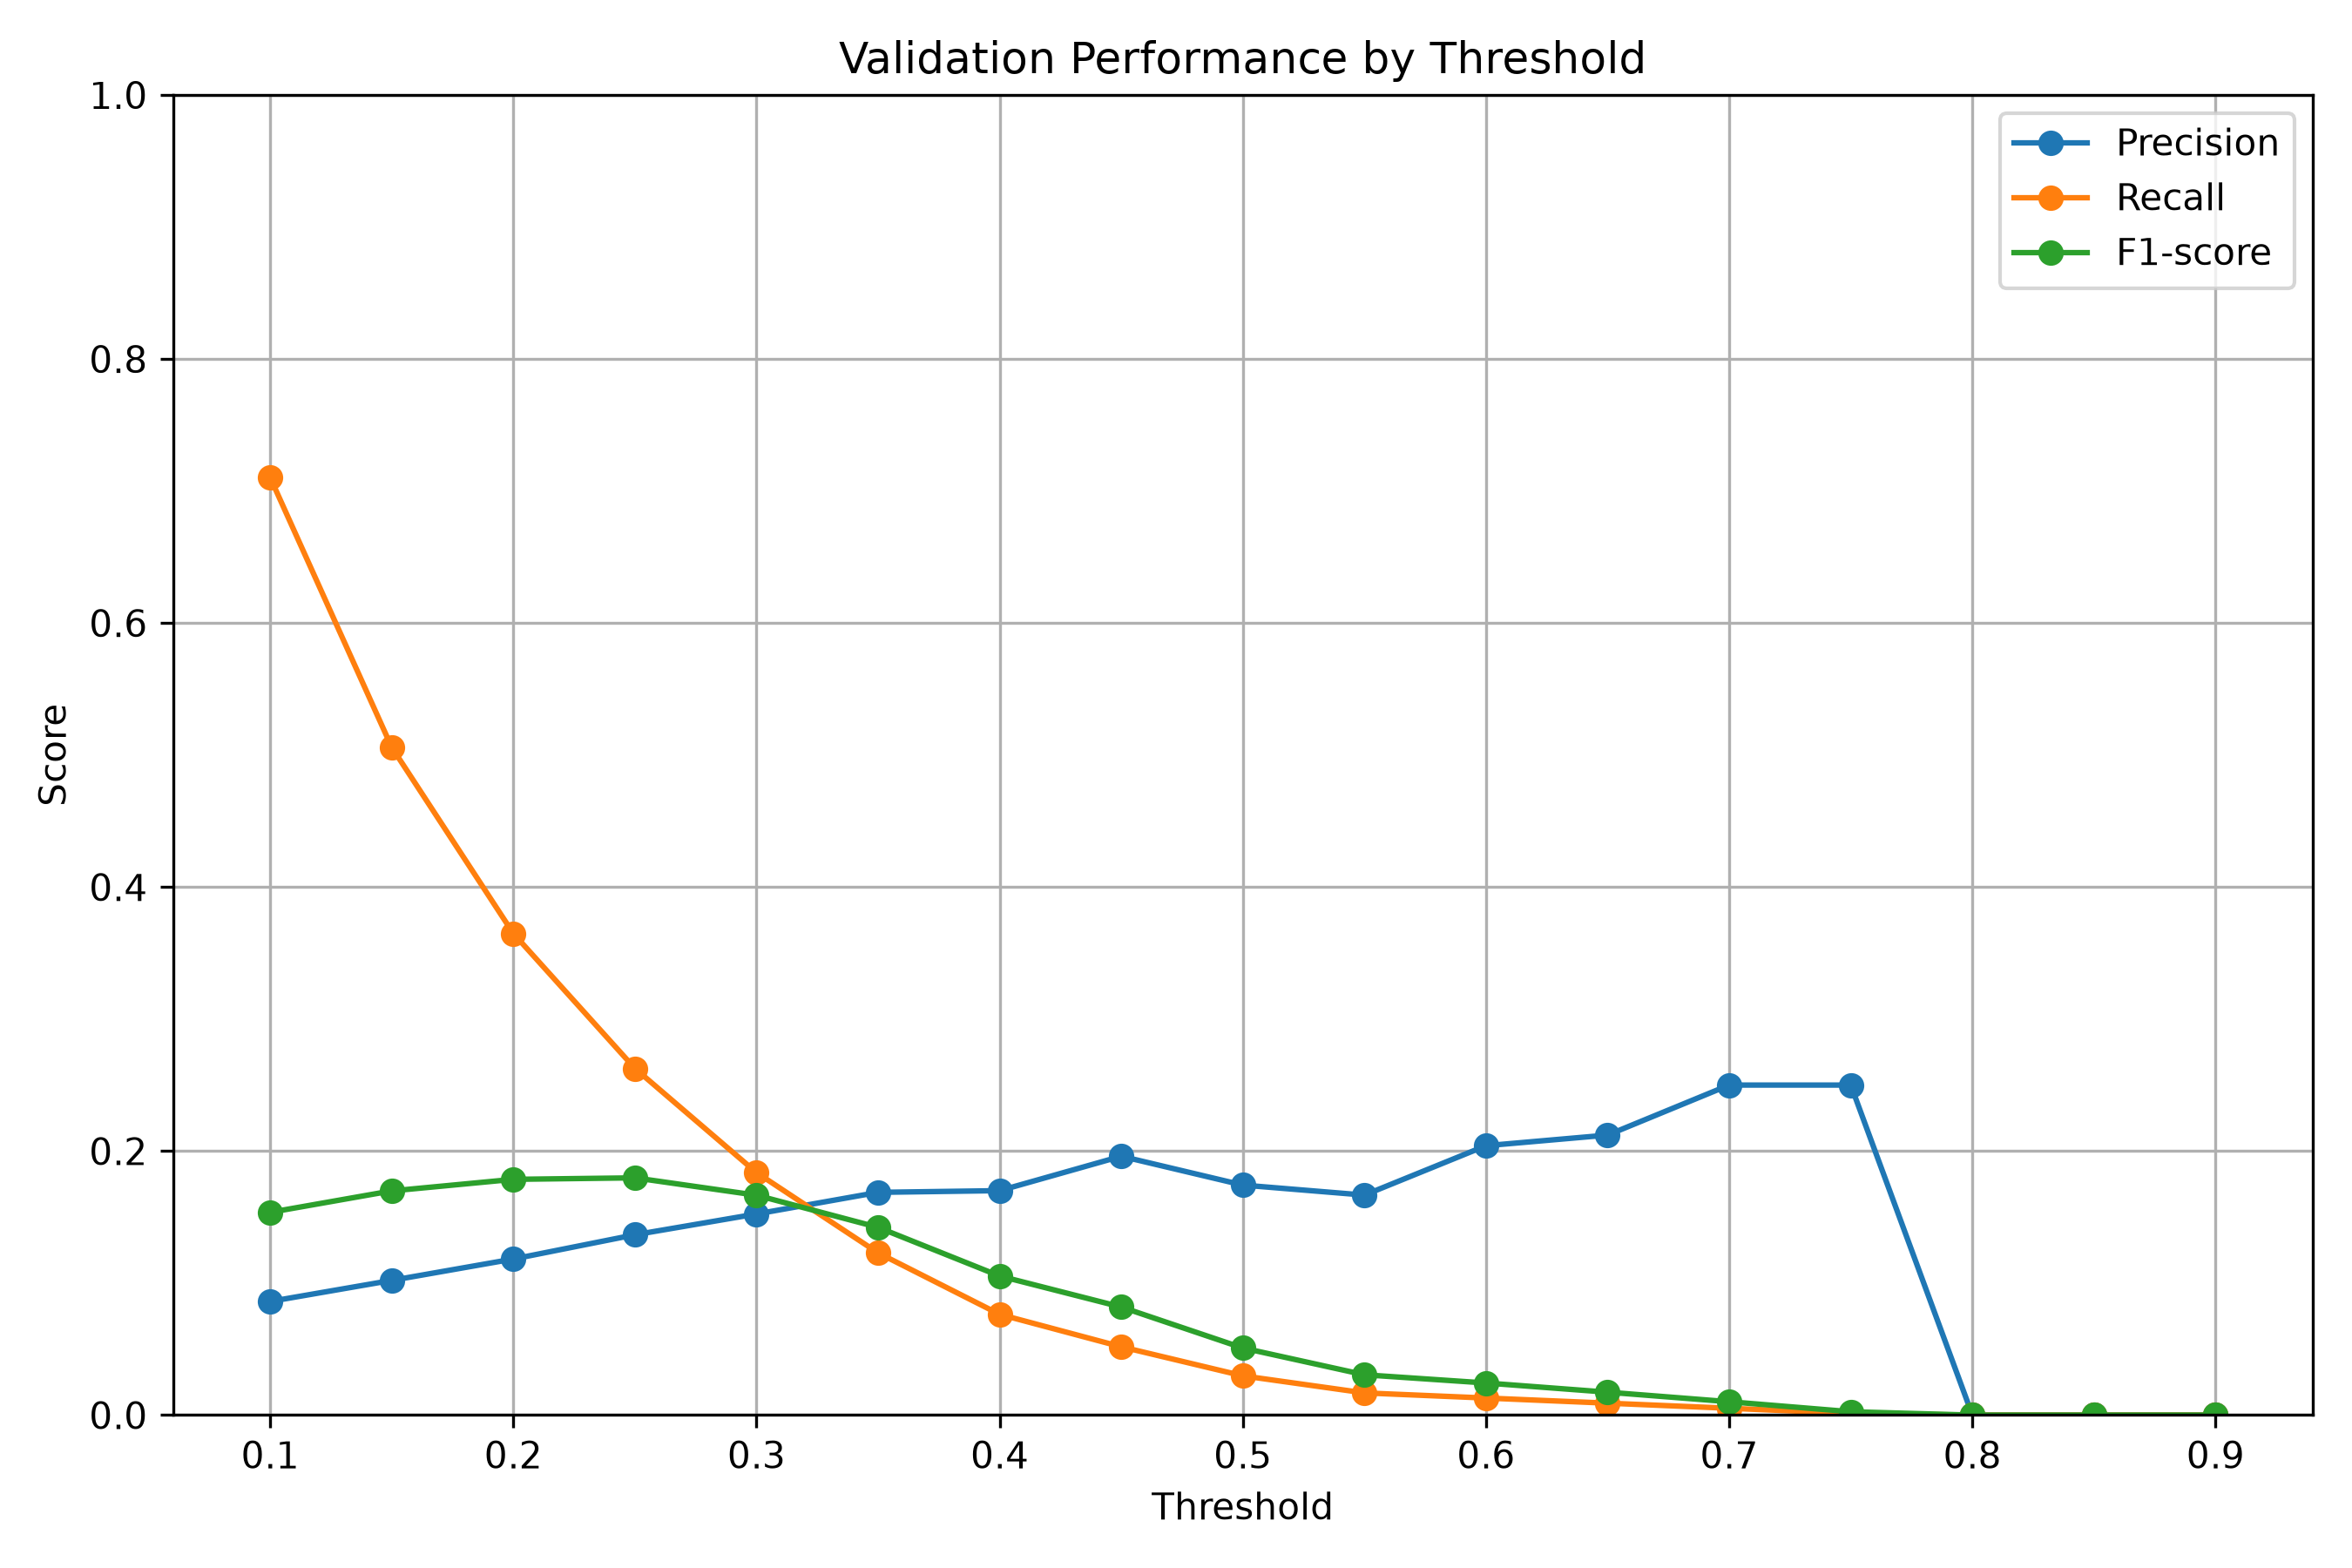 Validation Performance by Threshold
1.0
0.8
0.6
0.4
0.2
0.0
Score
Precision
Recall
F1-score
0.1 0.2 0.3 0.4 0.5 0.6 0.7 0.8 0.9
Threshold